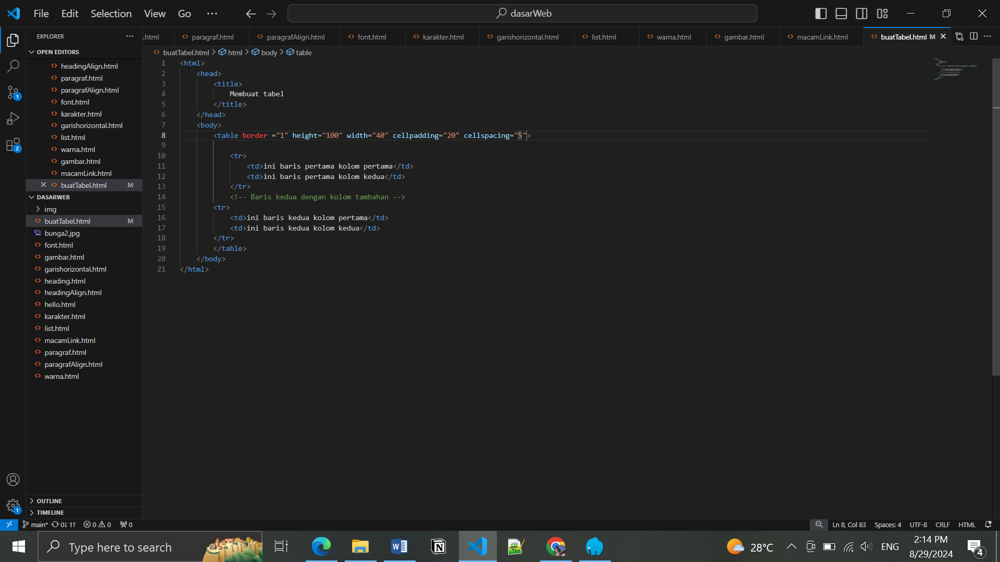 File Edit Selection View Go ··· dasarWeb
EXPLORER ···
.html paragraf.html paragrafAlign.html font.html karakter.html garishorizontal.html list.html warna.html gambar.html macamLink.html buatTabel.html M ···
OPEN EDITORS
headingAlign.html
paragraf.html
paragrafAlign.html
font.html
karakter.html
garishorizontal.html
list.html
warna.html
gambar.html
macamLink.html
buatTabel.html M
DASARWEB
img
buatTabel.html M
bunga2.jpg
font.html
gambar.html
garishorizontal.html
heading.html
headingAlign.html
hello.html
karakter.html
list.html
macamLink.html
paragraf.html
paragrafAlign.html
warna.html
OUTLINE
TIMELINE
1
2
1
buatTabel.html > html > body > table
1 <html>
2 <head>
3 <title>
4 Membuat tabel
5 </title>
6 </head>
7 <body>
8 <table border ="1" height="100" width="40" cellpadding="20" cellspacing="5">
9
10 <tr>
11 <td>ini baris pertama kolom pertama</td>
12 <td>ini baris pertama kolom kedua</td>
13 </tr>
14 <!-- Baris kedua dengan kolom tambahan -->
15 <tr>
16 <td>ini baris kedua kolom pertama</td>
17 <td>ini baris kedua kolom kedua</td>
18 </tr>
19 </table>
20 </body>
21 </html>
main* 0↓ 1↑ 0 0 0 Ln 8, Col 83 Spaces: 4 UTF-8 CRLF HTML
Type here to search 28°C ENG 2:14 PM
8/29/2024 4